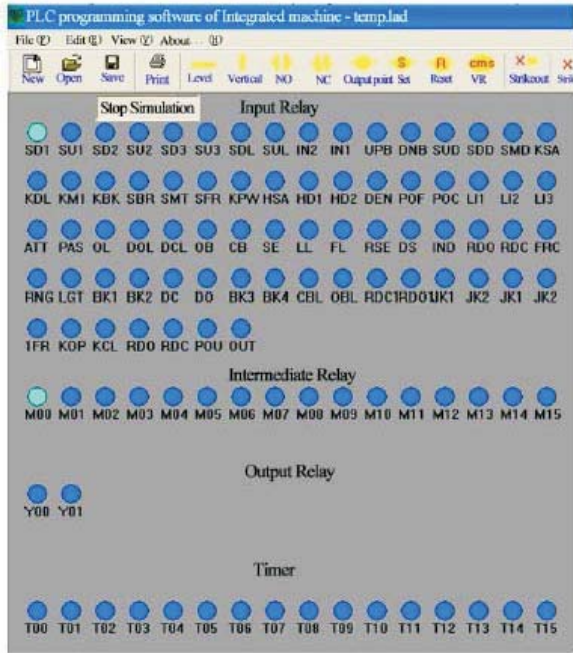 PLC programming software of Integrated machine - temp.lad
File (F) Edit (E) View (Y) About... (H)
New Open Save Print Level Vertical NO NC Output point Set Reset VR Strikeout
Stop Simulation
Input Relay
SD1 SU1 SD2 SU2 SD3 SU3 SDL SUL IN2 IN1 UPB DNB SUD SDD SMD KSA
KDL KM1 KBK SBR SMT SFR KPW HSA HD1 HD2 DEN POF POC LI1 LI2 LI3
ATT PAS OL DOL DCL OB CB SE LL FL RSE DS IND RDO RDC FRC
RNG LGT BK1 BK2 DC DO BK3 BK4 CBL OBL RDC1 RDO1 JK1 JK2 JK1 JK2
1FR KOP KCL RDO RDC POU OUT
Intermediate Relay
M00 M01 M02 M03 M04 M05 M06 M07 M08 M09 M10 M11 M12 M13 M14 M15
Output Relay
Y00 Y01
Timer
T00 T01 T02 T03 T04 T05 T06 T07 T08 T09 T10 T11 T12 T13 T14 T15